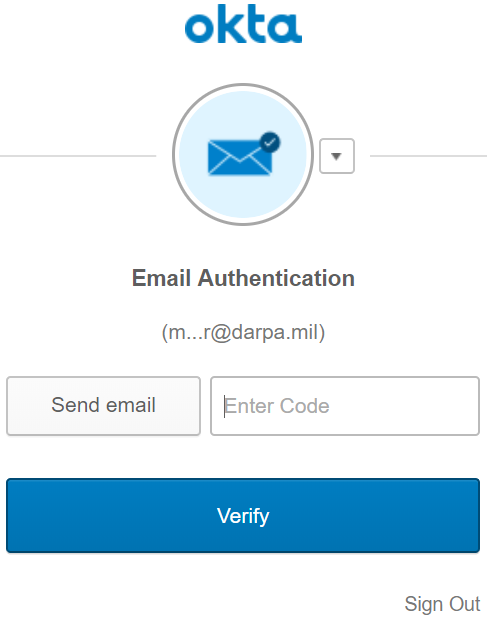 okta
Email Authentication
(m...r@darpa.mil)
Send email
Enter Code
Verify
Sign Out